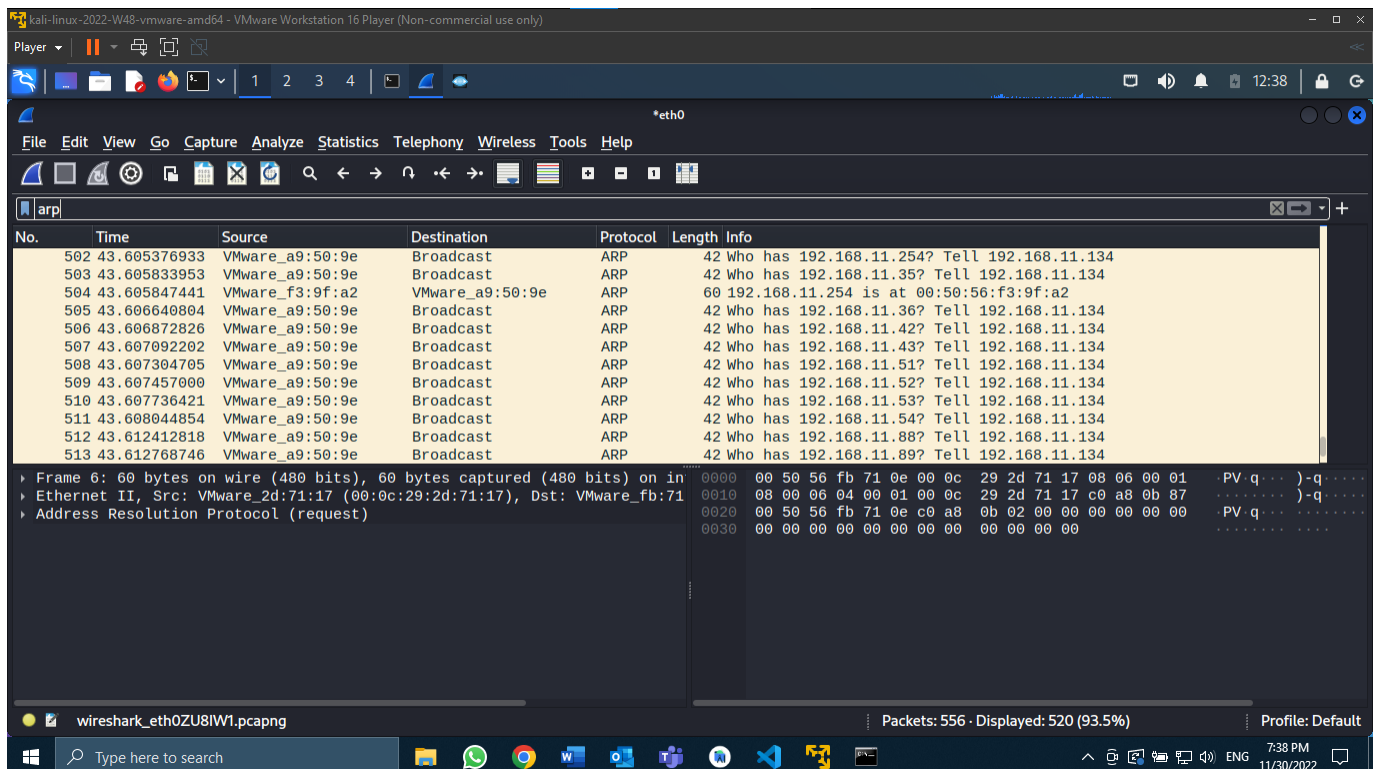 kali-linux-2022-W48-vmware-amd64 - VMware Workstation 16 Player (Non-commercial use only)
Player
1 2 3 4 12:38
*eth0
File Edit View Go Capture Analyze Statistics Telephony Wireless Tools Help
arp
No. Time Source Destination Protocol Length Info
502 43.605376933 VMware_a9:50:9e Broadcast ARP 42 Who has 192.168.11.254? Tell 192.168.11.134
503 43.605833953 VMware_a9:50:9e Broadcast ARP 42 Who has 192.168.11.35? Tell 192.168.11.134
504 43.605847441 VMware_f3:9f:a2 VMware_a9:50:9e ARP 60 192.168.11.254 is at 00:50:56:f3:9f:a2
505 43.606640804 VMware_a9:50:9e Broadcast ARP 42 Who has 192.168.11.36? Tell 192.168.11.134
506 43.606872826 VMware_a9:50:9e Broadcast ARP 42 Who has 192.168.11.42? Tell 192.168.11.134
507 43.607092202 VMware_a9:50:9e Broadcast ARP 42 Who has 192.168.11.43? Tell 192.168.11.134
508 43.607304705 VMware_a9:50:9e Broadcast ARP 42 Who has 192.168.11.51? Tell 192.168.11.134
509 43.607457000 VMware_a9:50:9e Broadcast ARP 42 Who has 192.168.11.52? Tell 192.168.11.134
510 43.607736421 VMware_a9:50:9e Broadcast ARP 42 Who has 192.168.11.53? Tell 192.168.11.134
511 43.608044854 VMware_a9:50:9e Broadcast ARP 42 Who has 192.168.11.54? Tell 192.168.11.134
512 43.612412818 VMware_a9:50:9e Broadcast ARP 42 Who has 192.168.11.88? Tell 192.168.11.134
513 43.612768746 VMware_a9:50:9e Broadcast ARP 42 Who has 192.168.11.89? Tell 192.168.11.134
Frame 6: 60 bytes on wire (480 bits), 60 bytes captured (480 bits) on in
Ethernet II, Src: VMware_2d:71:17 (00:0c:29:2d:71:17), Dst: VMware_fb:71
Address Resolution Protocol (request)
0000 00 50 56 fb 71 0e 00 0c 29 2d 71 17 08 06 00 01 ·PV·q··· )-q·····
0010 08 00 06 04 00 01 00 0c 29 2d 71 17 c0 a8 0b 87 ········ )-q·····
0020 00 50 56 fb 71 0e c0 a8 0b 02 00 00 00 00 00 00 ·PV·q··· ········
0030 00 00 00 00 00 00 00 00 00 00 00 00 ········ ····
wireshark_eth0ZU8IW1.pcapng Packets: 556 · Displayed: 520 (93.5%) Profile: Default
Type here to search ENG 7:38 PM
11/30/2022